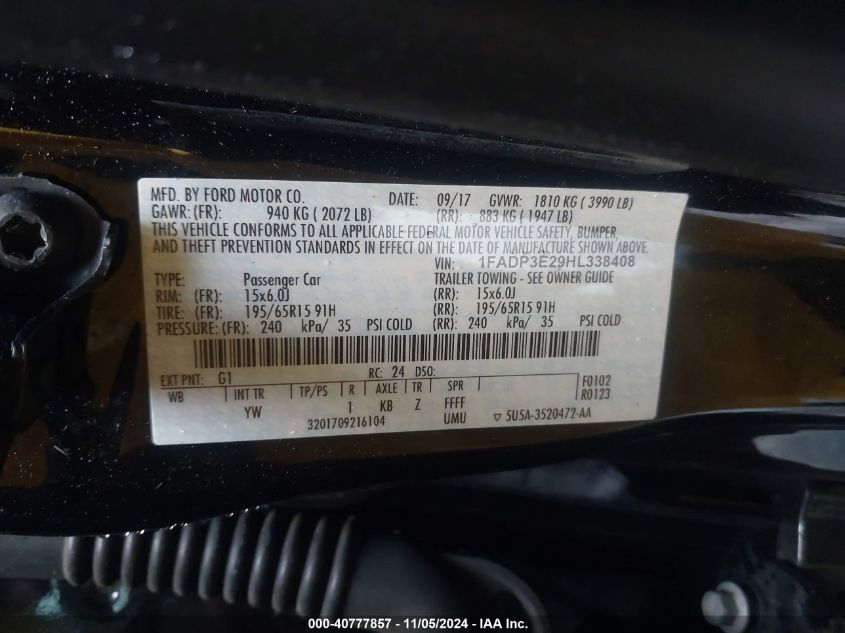 MFD. BY FORD MOTOR CO. DATE: 09/17 GVWR: 1810 KG ( 3990 LB)
GAWR: (FR): 940 KG ( 2072 LB) (RR): 883 KG ( 1947 LB)
THIS VEHICLE CONFORMS TO ALL APPLICABLE FEDERAL MOTOR VEHICLE SAFETY, BUMPER,
AND THEFT PREVENTION STANDARDS IN EFFECT ON THE DATE OF MANUFACTURE SHOWN ABOVE
VIN: 1FADP3E29HL338408
TYPE: Passenger Car TRAILER TOWING - SEE OWNER GUIDE
RIM: (FR): 15x6.0J (RR): 15x6.0J
TIRE: (FR): 195/65R15 91H (RR): 195/65R15 91H
PRESSURE: (FR): 240 kPa/ 35 PSI COLD (RR): 240 kPa/ 35 PSI COLD
EXT PNT: G1 RC: 24 DSO: F0102
WB INT TR TP/PS R AXLE TR SPR R0123
YW 1 KB Z FFFF
3201709216104 UMU ▽ 5U5A-3520472-AA
000-40777857 - 11/05/2024 - IAA Inc.